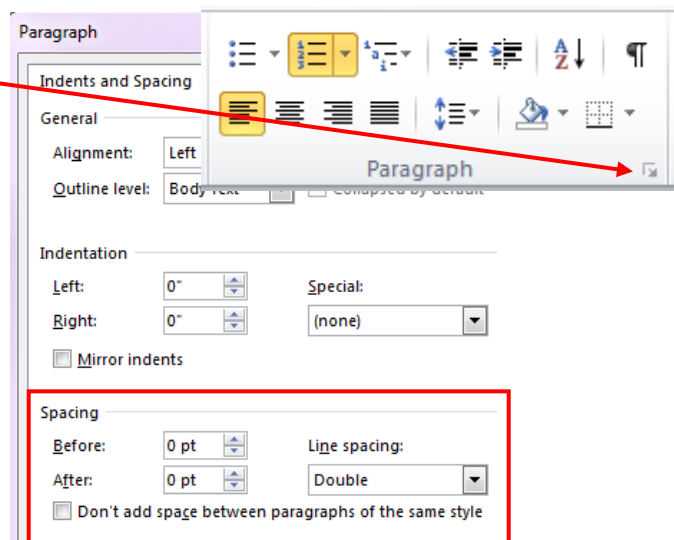 Paragraph
Indents and Spacing
Paragraph
General
Alignment: Left
Outline level: Body Text Collapsed by default
Indentation
Left: 0" Special:
Right: 0" (none)
Mirror indents
Spacing
Before: 0 pt Line spacing:
After: 0 pt Double
Don't add space between paragraphs of the same style